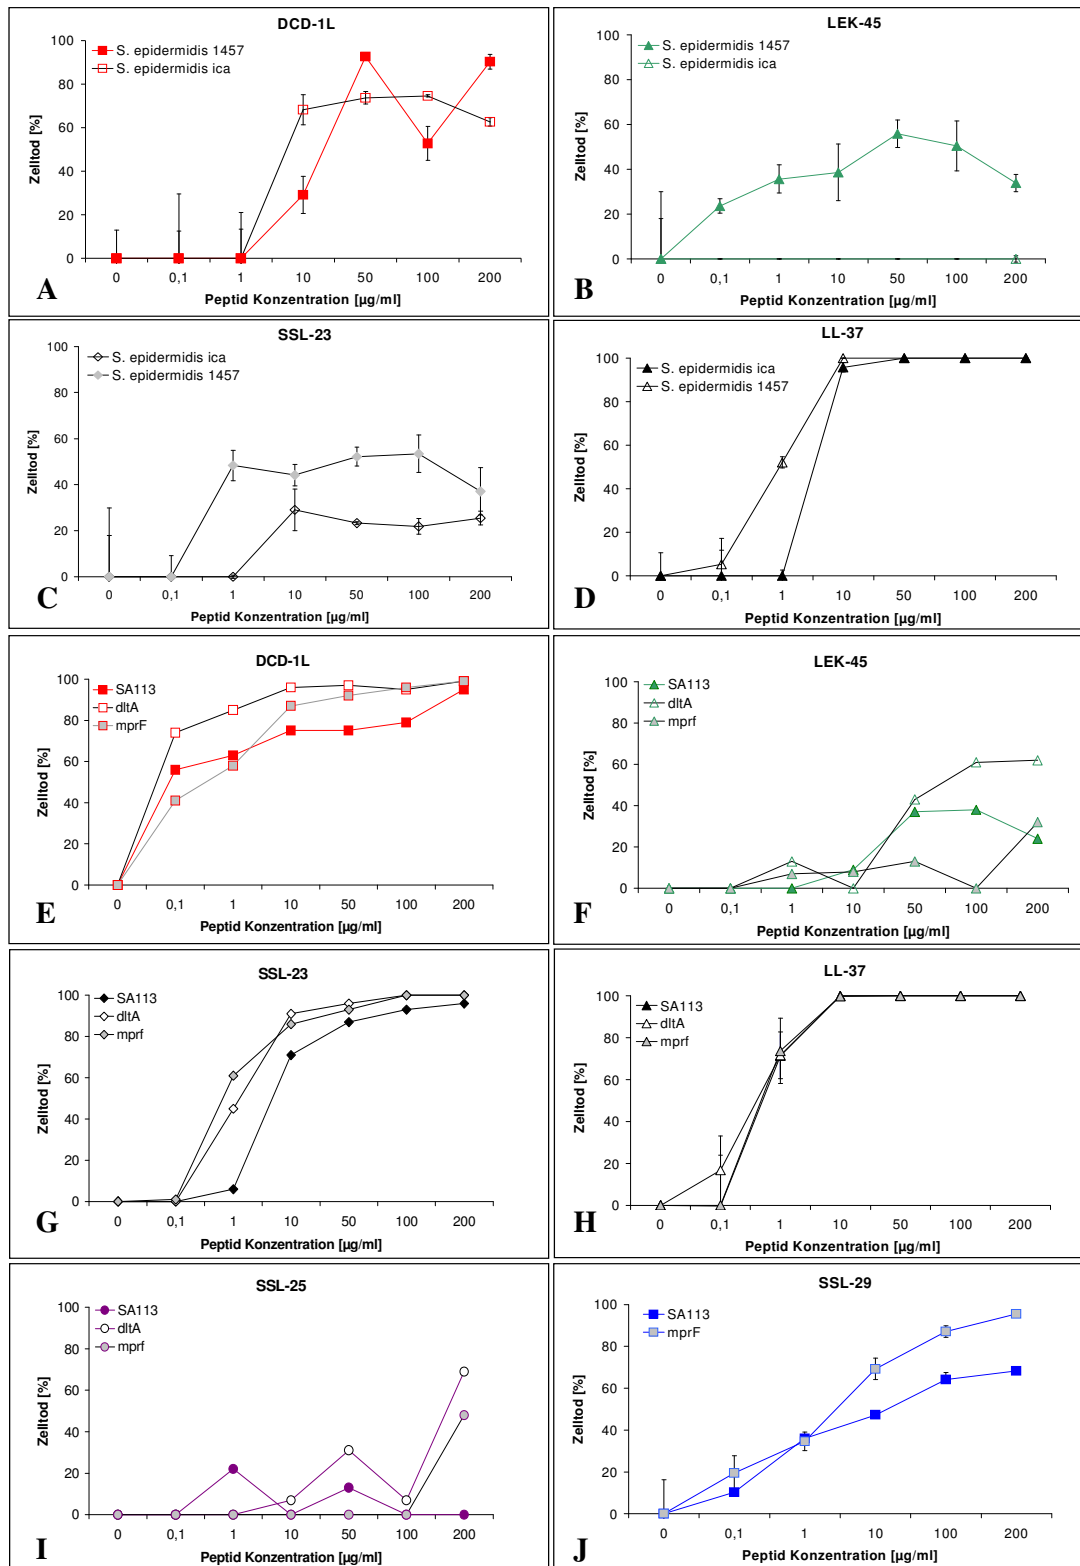 DCD-1L
S. epidermidis 1457
S. epidermidis ica
Zelltod [%]
100
80
60
40
20
0
0 0,1 1 10 50 100 200
Peptid Konzentration [µg/ml]
A
LEK-45
S. epidermidis 1457
S. epidermidis ica
Zelltod [%]
100
80
60
40
20
0
0 0,1 1 10 50 100 200
Peptid Konzentration [µg/ml]
B
SSL-23
S. epidermidis ica
S. epidermidis 1457
Zelltod [%]
100
80
60
40
20
0
0 0,1 1 10 50 100 200
Peptid Konzentration [µg/ml]
C
LL-37
S. epidermidis ica
S. epidermidis 1457
Zelltod [%]
100
80
60
40
20
0
0 0,1 1 10 50 100 200
Peptid Konzentration [µg/ml]
D
DCD-1L
SA113
dltA
mprF
Zelltod [%]
100
80
60
40
20
0
0 0,1 1 10 50 100 200
Peptid Konzentration [µg/ml]
E
LEK-45
SA113
dltA
mprf
Zelltod [%]
100
80
60
40
20
0
0 0,1 1 10 50 100 200
Peptid Konzentration [µg/ml]
F
SSL-23
SA113
dltA
mprf
Zelltod [%]
100
80
60
40
20
0
0 0,1 1 10 50 100 200
Peptid Konzentration [µg/ml]
G
LL-37
SA113
dltA
mprf
Zelltod [%]
100
80
60
40
20
0
0 0,1 1 10 50 100 200
Peptid Konzentration [µg/ml]
H
SSL-25
SA113
dltA
mprf
Zelltod [%]
100
80
60
40
20
0
0 0,1 1 10 50 100 200
Peptid Konzentration [µg/ml]
I
SSL-29
SA113
mprF
Zelltod [%]
100
80
60
40
20
0
0 0,1 1 10 100 200
Peptid Konzentration [µg/ml]
J